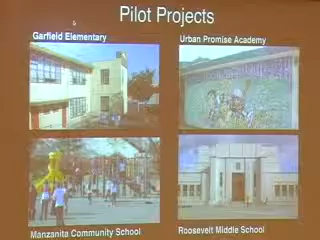 Pilot Projects
Garfield Elementary
Urban Promise Academy
Manzanita Community School
Roosevelt Middle School